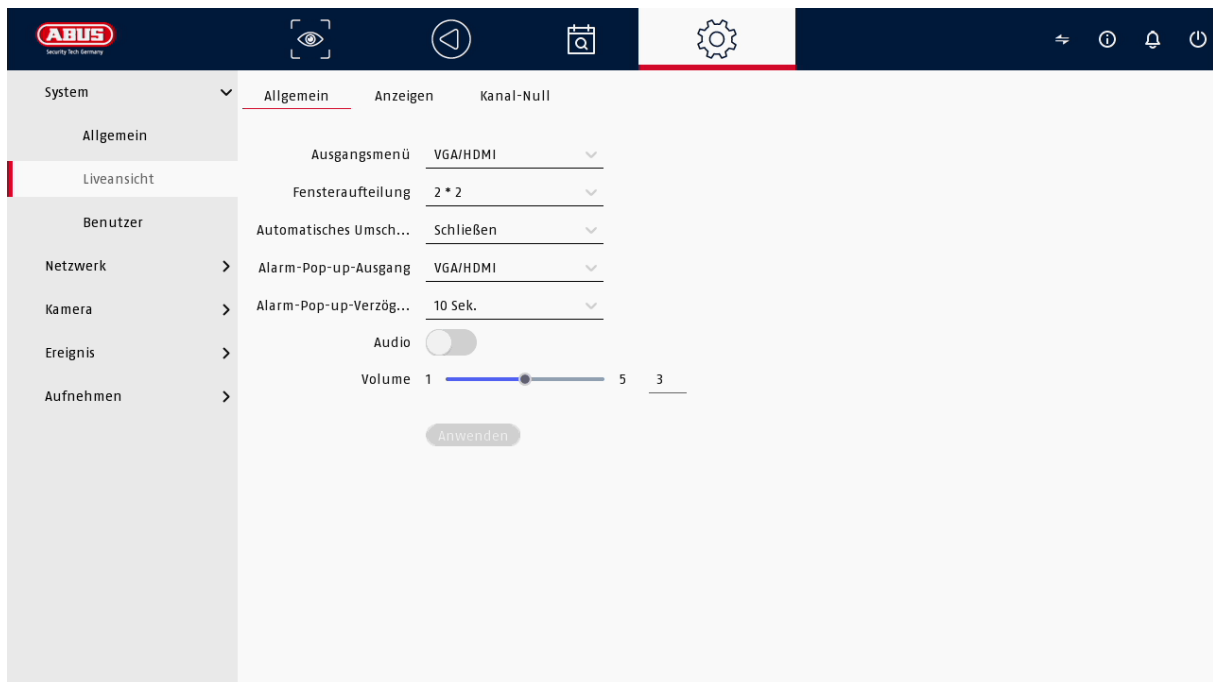 ABUS
Security Tech Germany
System
Allgemein
Liveansicht
Benutzer
Netzwerk
Kamera
Ereignis
Aufnehmen
Allgemein Anzeigen Kanal-Null
Ausgangsmenü VGA/HDMI
Fensteraufteilung 2 * 2
Automatisches Umsch... Schließen
Alarm-Pop-up-Ausgang VGA/HDMI
Alarm-Pop-up-Verzög... 10 Sek.
Audio
Volume 1 5 3
Anwenden